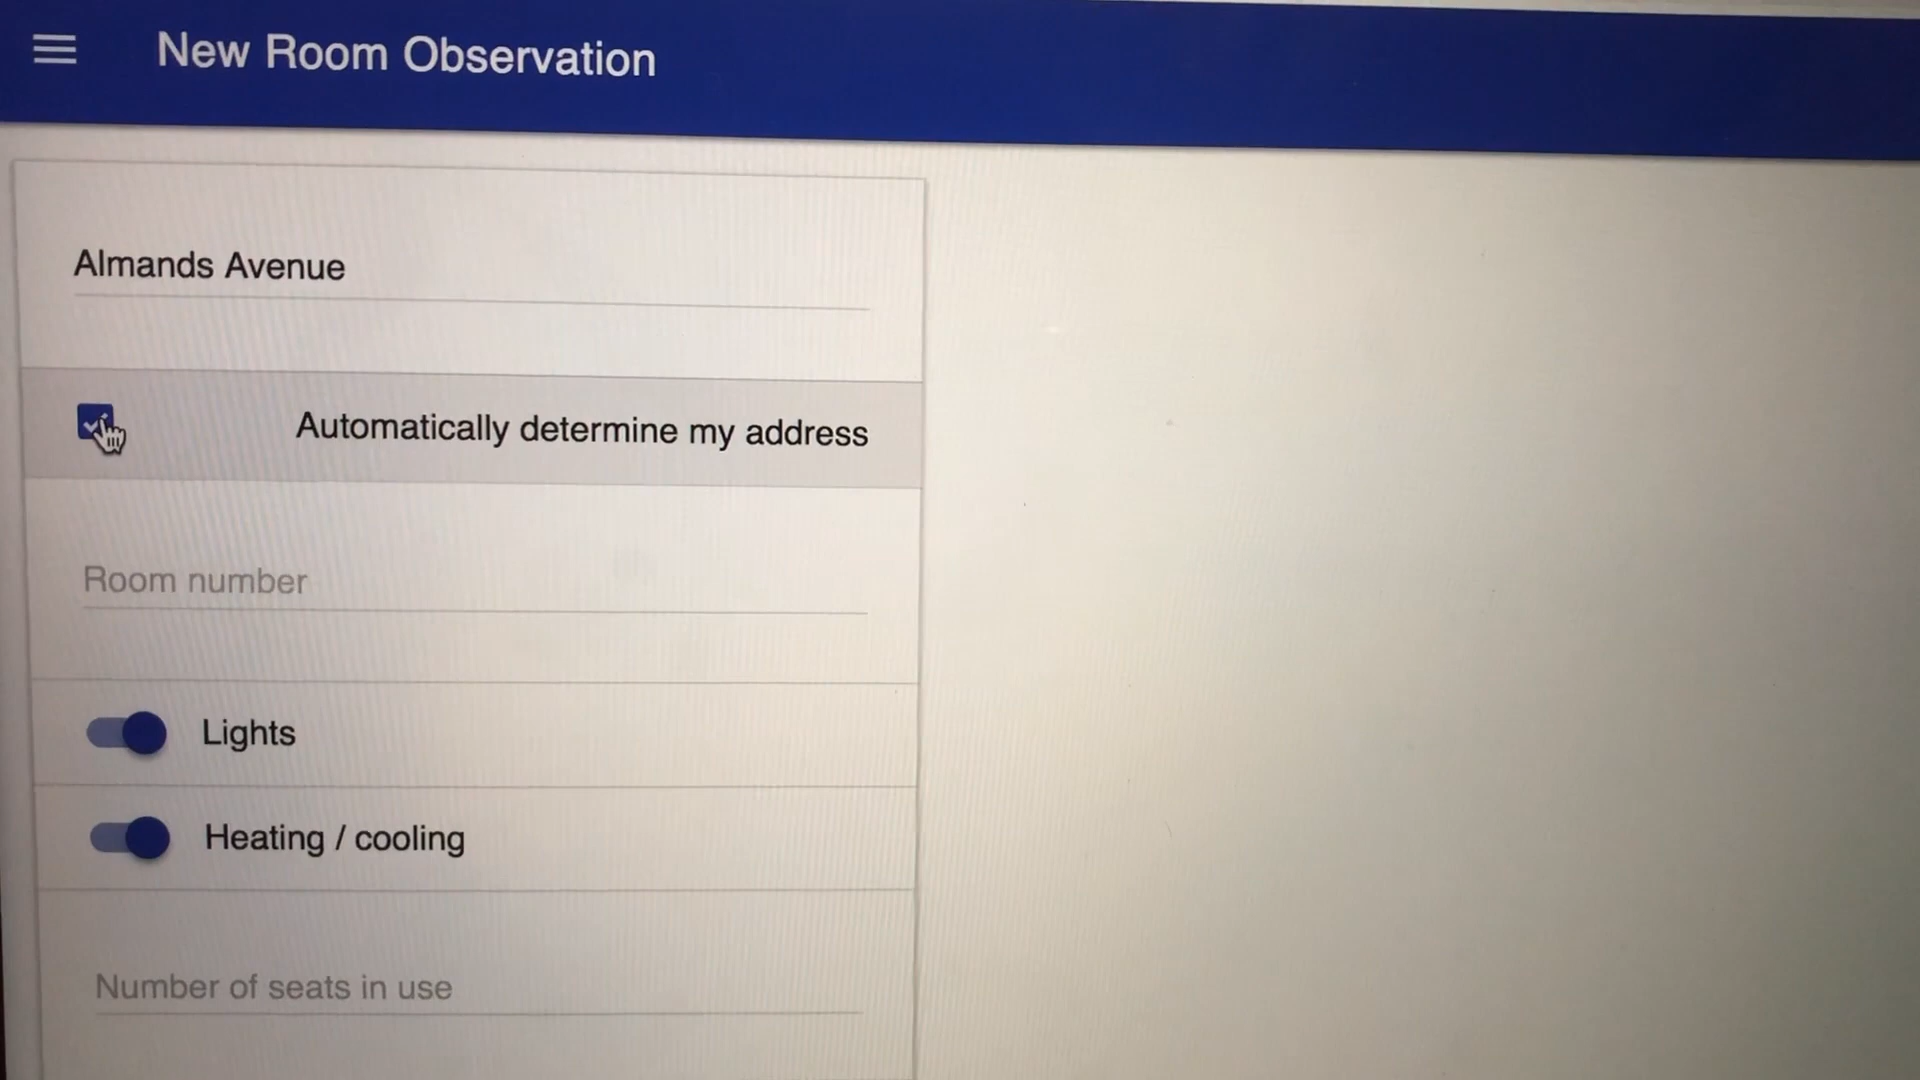 New Room Observation
Almands Avenue
Automatically determine my address
Room number
Lights
Heating / cooling
Number of seats in use